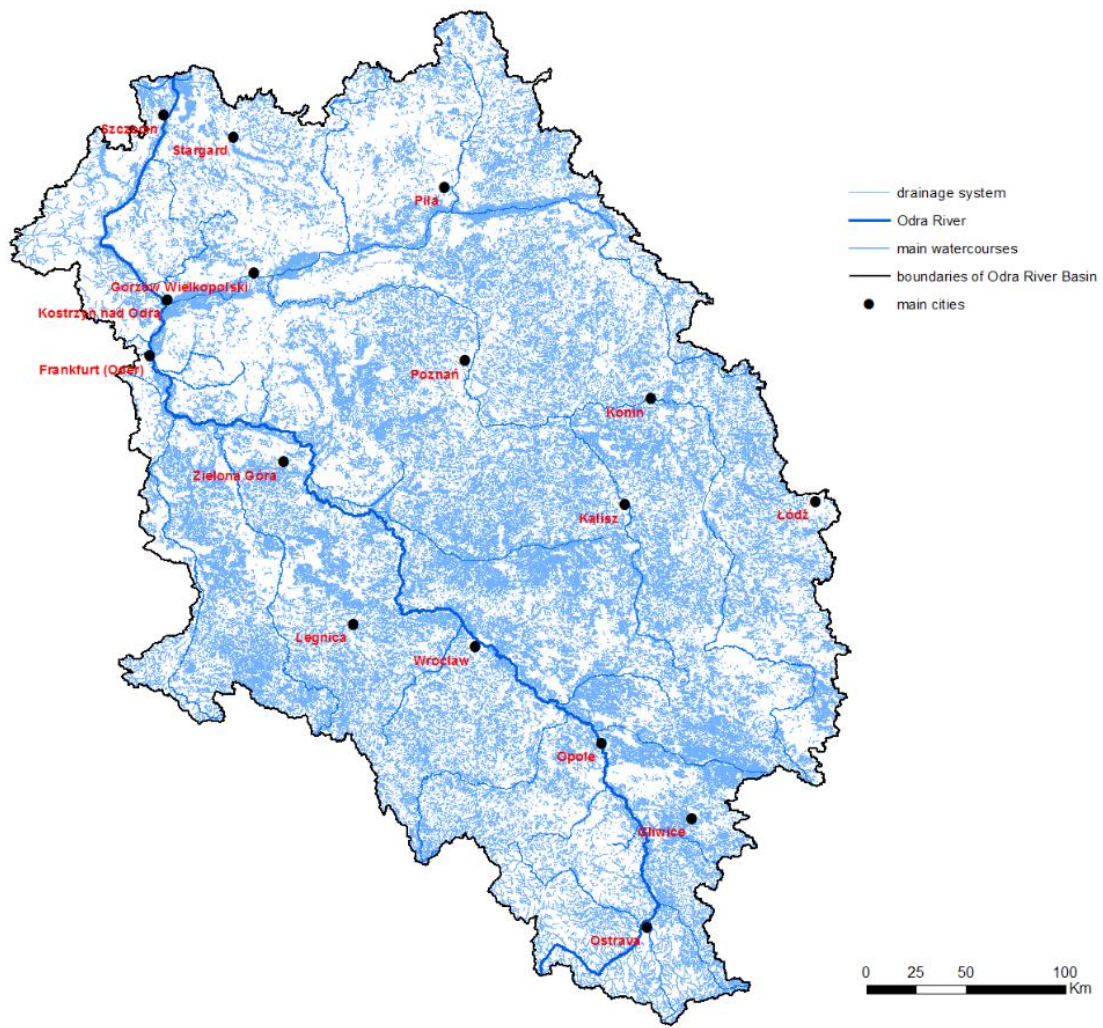 Szczecin
Stargard
Piła
drainage system
Odra River
main watercourses
boundaries of Odra River Basin
main cities
Gorzów Wielkopolski
Kostrzyn nad Odrą
Frankfurt (Oder)
Poznań
Konin
Zielona Góra
Kalisz
Łódź
Legnica
Wrocław
Opole
Gliwice
Ostrava
0 25 50 100
Km